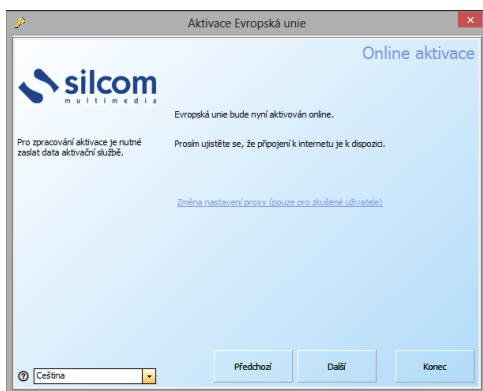 Aktivace Evropská unie
Online aktivace
silcom
multimedia
Evropská unie bude nyní aktivován online.
Pro zpracování aktivace je nutné
zaslat data aktivační službě.
Prosím ujistěte se, že připojení k internetu je k dispozici.
Změna nastavení proxy (pouze pro zkušené uživatele)
Předchozí
Další
Konec
Čeština